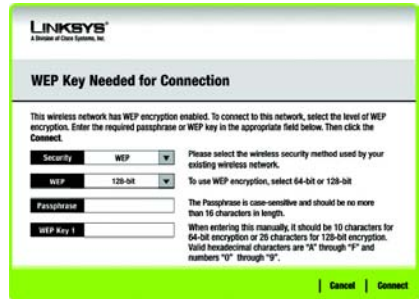 LINKSYS®
A Division of Cisco Systems, Inc.
WEP Key Needed for Connection
This wireless network has WEP encryption enabled. To connect to this network, select the level of WEP
encryption. Enter the required passphrase or WEP key in the appropriate field below. Then click the
Connect.
Security WEP Please select the wireless security method used by your
existing wireless network.
WEP 128-bit To use WEP encryption, select 64-bit or 128-bit
Passphrase The Passphrase is case-sensitive and should be no more
than 16 characters in length.
WEP Key 1 When entering this manually, it should be 10 characters for
64-bit encryption or 26 characters for 128-bit encryption.
Valid hexadecimal characters are "A" through "F" and
numbers "0" through "9".
Cancel Connect